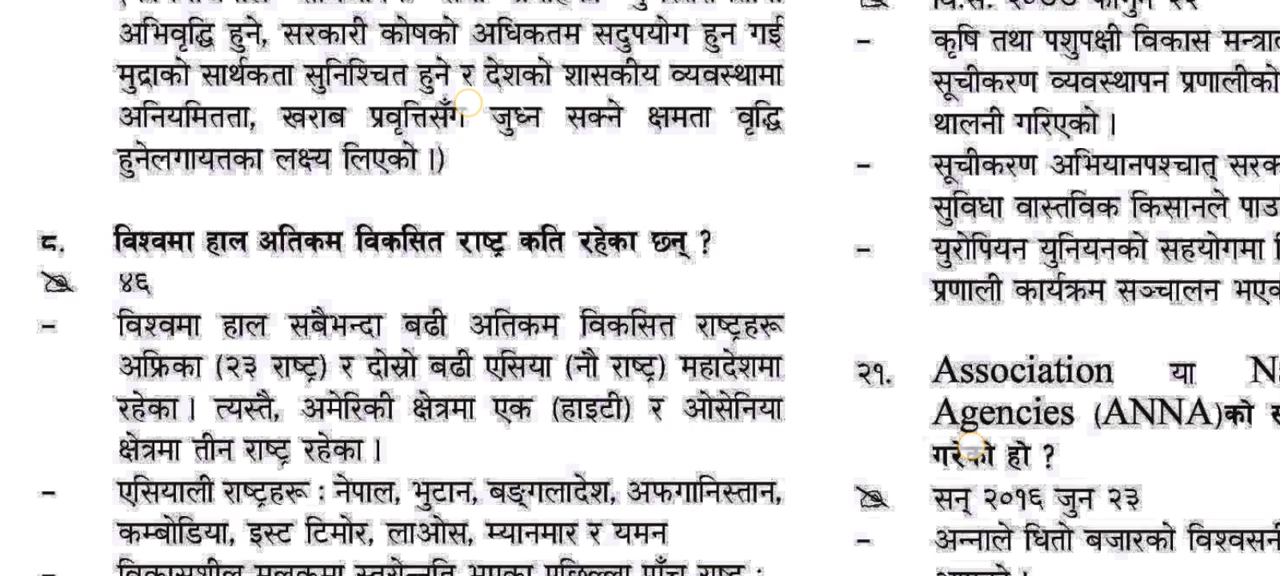 अभिवृद्धि हुने, सरकारी कोषको अधिकतम सदुपयोग हुन गई
मुद्राको सार्थकता सुनिश्चित हुने र देशको शासकीय व्यवस्थामा
अनियमितता, खराब प्रवृत्तिसँग जुध्न सक्ने क्षमता वृद्धि
हुनेलगायतका लक्ष्य लिएको ।)
८. विश्वमा हाल अतिकम विकसित राष्ट्र कति रहेका छन् ?
४६
– विश्वमा हाल सबैभन्दा बढी अतिकम विकसित राष्ट्रहरू
अफ्रिका (२३ राष्ट्र) र दोस्रो बढी एसिया (नौ राष्ट्र) महादेशमा
रहेका । त्यस्तै, अमेरिकी क्षेत्रमा एक (हाइटी) र ओसेनिया
क्षेत्रमा तीन राष्ट्र रहेका ।
– एसियाली राष्ट्रहरू : नेपाल, भुटान, बङ्गलादेश, अफगानिस्तान,
कम्बोडिया, इस्ट टिमोर, लाओस, म्यानमार र यमन
– कृषि तथा पशुपक्षी विकास
सूचीकरण व्यवस्थापन प्रणालीको
थालनी गरिएको ।
– सूचीकरण अभियानपश्चात्
सुविधा वास्तविक किसानले
– युरोपियन युनियनको सहयोगमा
प्रणाली कार्यक्रम सञ्चालन
२१. Association या
Agencies (ANNA)को
गरेको हो ?
सन् २०१६ जुन २३
– अन्नाले धितो बजारको